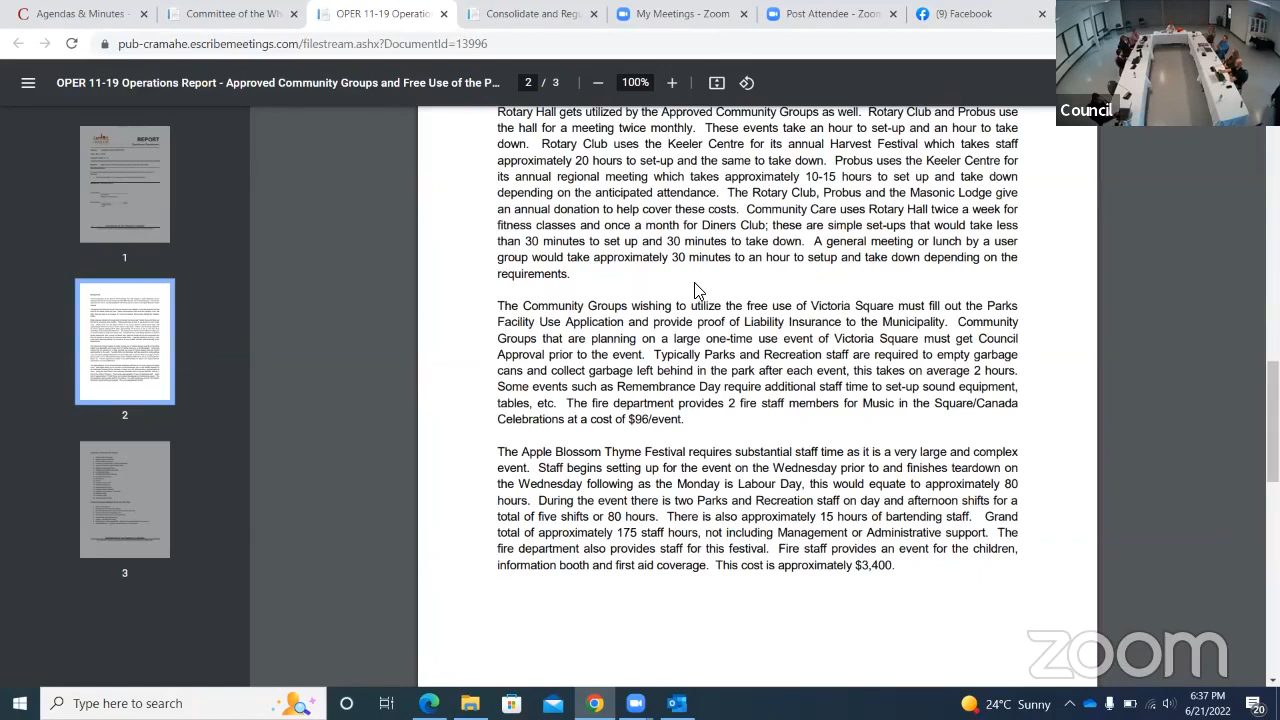 Agendas & Minutes -
Community of the Keele
OPER 11-19 Operatio
Consolidate and Regu
My Meetings - Zoom
Post Attendee - Zoom
(9) Facebook
pub-cramahe.escribemeetings.com/filestream.ashx?DocumentId=13996
OPER 11-19 Operations Report - Approved Community Groups and Free Use of the P...
2 / 3
100%
Council
REPORT
1
2
3
Rotary Hall gets utilized by the Approved Community Groups as well. Rotary Club and Probus use
the hall for a meeting twice monthly. These events take an hour to set-up and an hour to take
down. Rotary Club uses the Keeler Centre for its annual Harvest Festival which takes staff
approximately 20 hours to set-up and the same to take down. Probus uses the Keeler Centre for
its annual regional meeting which takes approximately 10-15 hours to set up and take down
depending on the anticipated attendance. The Rotary Club, Probus and the Masonic Lodge give
an annual donation to help cover these costs. Community Care uses Rotary Hall twice a week for
fitness classes and once a month for Diners Club; these are simple set-ups that would take less
than 30 minutes to set up and 30 minutes to take down. A general meeting or lunch by a user
group would take approximately 30 minutes to an hour to setup and take down depending on the
requirements.
The Community Groups wishing to utilize the free use of Victoria Square must fill out the Parks
Facility Use Application and provide proof of Liability Insurance to the Municipality. Community
Groups that are planning on a large one-time use event of Victoria Square must get Council
Approval prior to the event. Typically Parks and Recreation staff are required to empty garbage
cans and collect garbage left behind in the park after each event, this takes on average 2 hours.
Some events such as Remembrance Day require additional staff time to set-up sound equipment,
tables, etc. The fire department provides 2 fire staff members for Music in the Square/Canada
Celebrations at a cost of $96/event.
The Apple Blossom Thyme Festival requires substantial staff time as it is a very large and complex
event. Staff begins setting up for the event on the Wednesday prior to and finishes teardown on
the Wednesday following as the Monday is Labour Day, this would equate to approximately 80
hours. During the event there is two Parks and Recreation staff on day and afternoon shifts for a
total of five shifts or 80 hours. There is also approximately 15 hours of bartending staff. Grand
total of approximately 175 staff hours, not including Management or Administrative support. The
fire department also provides staff for this festival. Fire staff provides an event for the children,
information booth and first aid coverage. This cost is approximately $3,400.
zoom
Type here to search
24°C Sunny
6:37 PM
6/21/2022
20